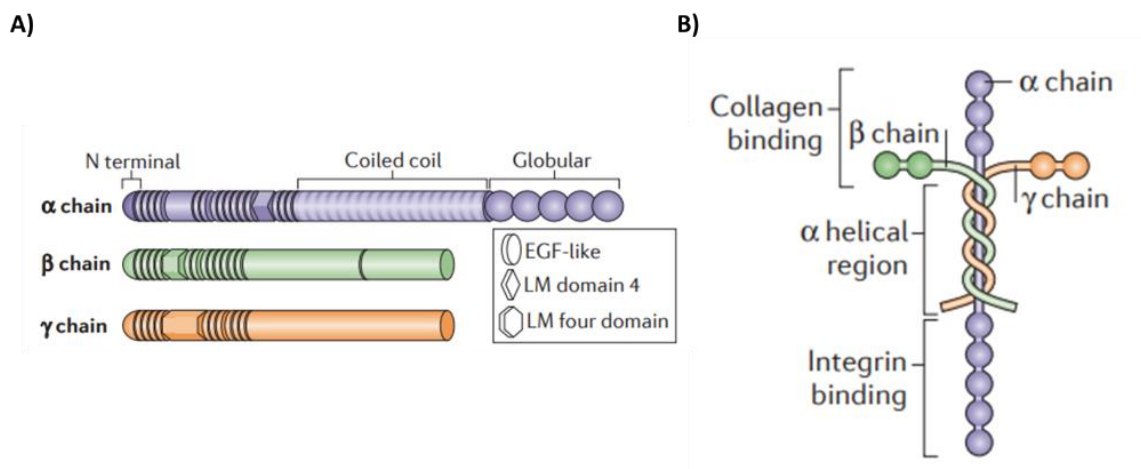 A)
N terminal
Coiled coil
Globular
α chain
β chain
γ chain
EGF-like
LM domain 4
LM four domain
B)
α chain
Collagen
binding
β chain
γ chain
α helical
region
Integrin
binding